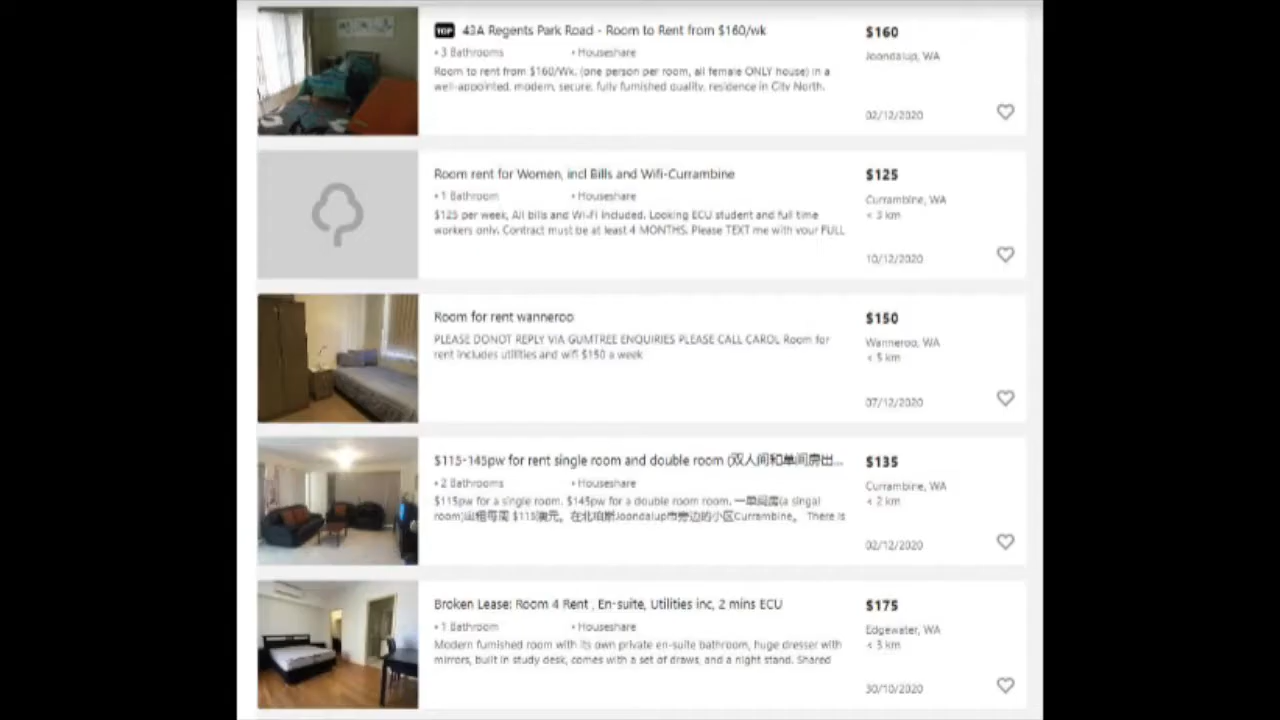 TOP 43A Regents Park Road - Room to Rent from $160/wk
$160
• 3 Bathrooms • Houseshare
Joondalup, WA
Room to rent from $160/Wk. (one person per room, all female ONLY house) in a
well-appointed, modern, secure, fully furnished quality, residence in City North.
02/12/2020
Room rent for Women, incl Bills and Wifi-Currambine
$125
• 1 Bathroom • Houseshare
Currambine, WA
< 3 km
$125 per week, All bills and Wi-Fi Included. Looking ECU student and full time
workers only. Contract must be at least 4 MONTHS. Please TEXT me with your FULL
10/12/2020
Room for rent wanneroo
$150
PLEASE DONOT REPLY VIA GUMTREE ENQUIRIES PLEASE CALL CAROL Room for
rent includes utilities and wifi $150 a week
Wanneroo, WA
< 5 km
07/12/2020
$115-145pw for rent single room and double room (双人间和单间房出...
$135
• 2 Bathrooms • Houseshare
Currambine, WA
< 2 km
$115pw for a single room. $145pw for a double room room. 一单间房(a singal
room)出租每周 $115澳元。在北珀斯Joondalup市旁边的小区Currambine。 There is
02/12/2020
Broken Lease: Room 4 Rent , En-suite, Utilities inc, 2 mins ECU
$175
• 1 Bathroom • Houseshare
Edgewater, WA
< 3 km
Modern furnished room with its own private en-suite bathroom, huge dresser with
mirrors, built in study desk, comes with a set of draws, and a night stand. Shared
30/10/2020